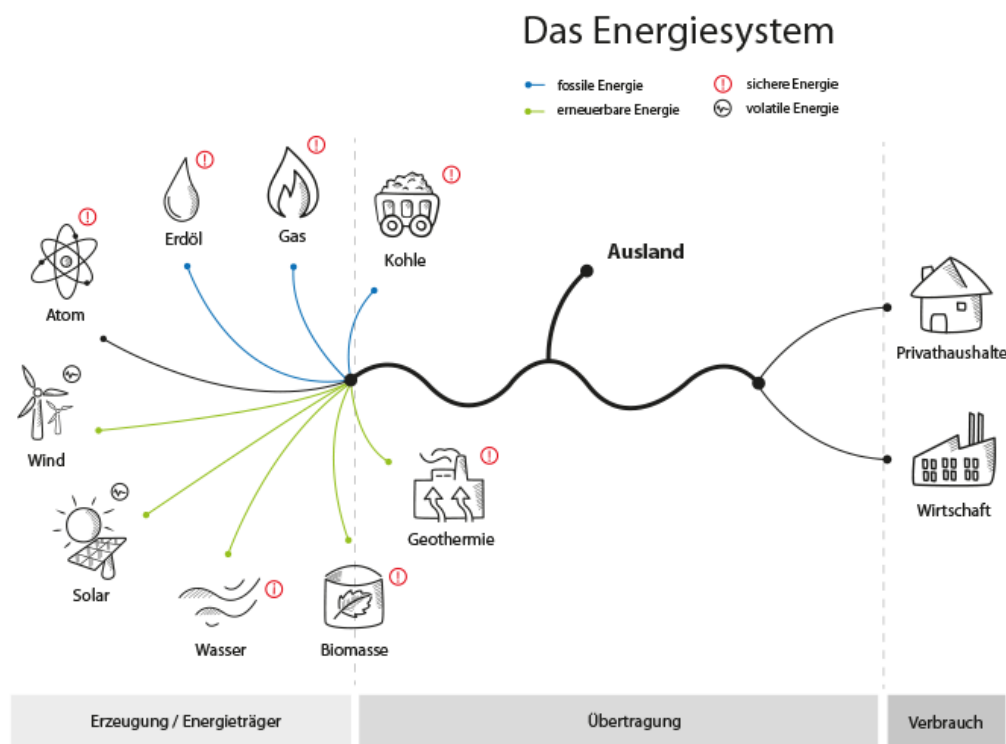 Das Energiesystem
fossile Energie
sichere Energie
erneuerbare Energie
volatile Energie
Erdöl
Gas
Kohle
Atom
Ausland
Privathaushalte
Wind
Wirtschaft
Geothermie
Solar
Wasser
Biomasse
Erzeugung / Energieträger
Übertragung
Verbrauch